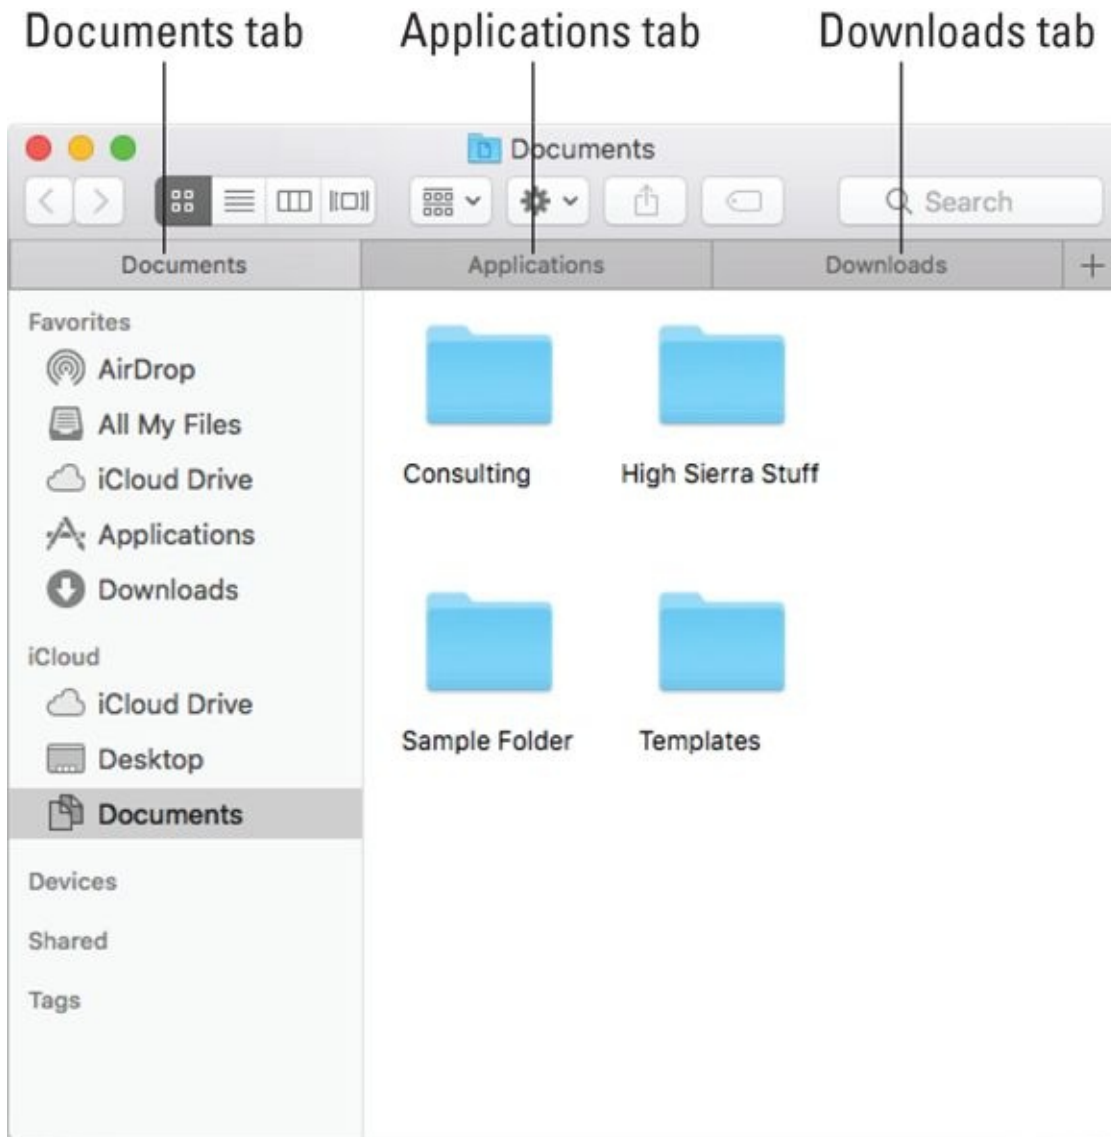 Documents tab Applications tab Downloads tab
Documents
Search
Documents Applications Downloads +
Favorites
AirDrop
All My Files
iCloud Drive
Applications
Downloads
iCloud
iCloud Drive
Desktop
Documents
Devices
Shared
Tags
Consulting High Sierra Stuff
Sample Folder Templates